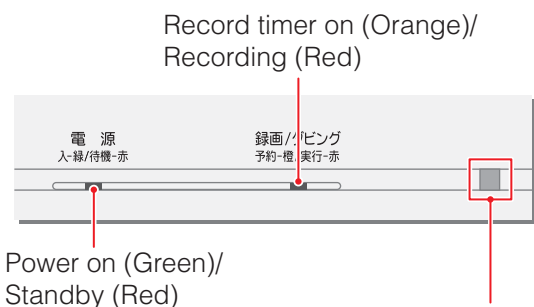 Record timer on (Orange)/
Recording (Red)
電 源
入-緑/待機-赤
録画/ダビング
予約-橙/実行-赤
Power on (Green)/
Standby (Red)